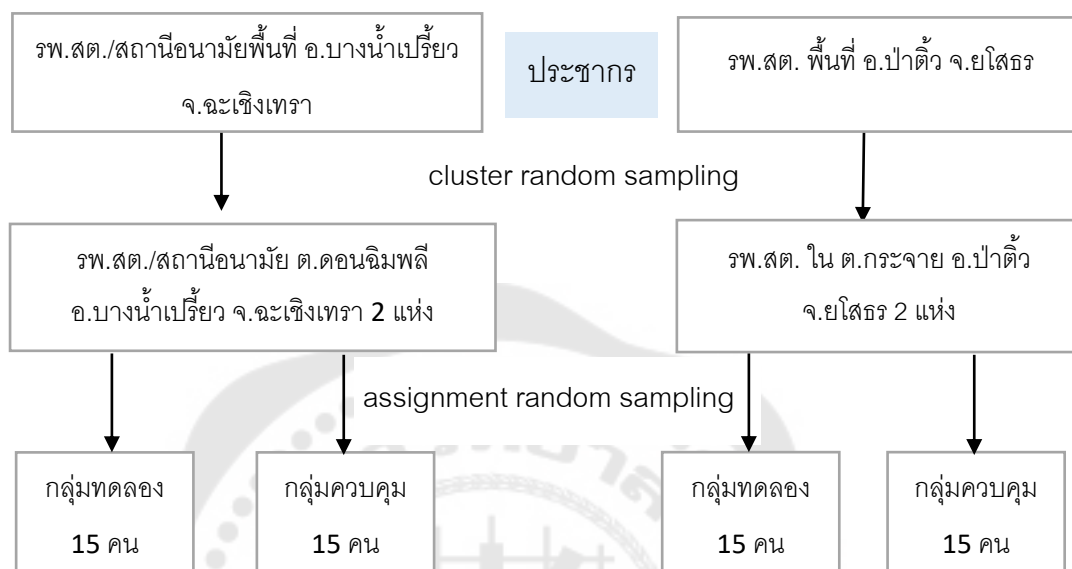 รพ.สต./สถานีอนามัยพื้นที่ อ.บางน้ำเปรี้ยว
จ.ฉะเชิงเทรา
ประชากร
รพ.สต. พื้นที่ อ.ป่าติ้ว จ.ยโสธร
cluster random sampling
รพ.สต./สถานีอนามัย ต.ดอนฉิมพลี
อ.บางน้ำเปรี้ยว จ.ฉะเชิงเทรา 2 แห่ง
รพ.สต. ใน ต.กระจาย อ.ป่าติ้ว
จ.ยโสธร 2 แห่ง
assignment random sampling
กลุ่มทดลอง
15 คน
กลุ่มควบคุม
15 คน
กลุ่มทดลอง
15 คน
กลุ่มควบคุม
15 คน